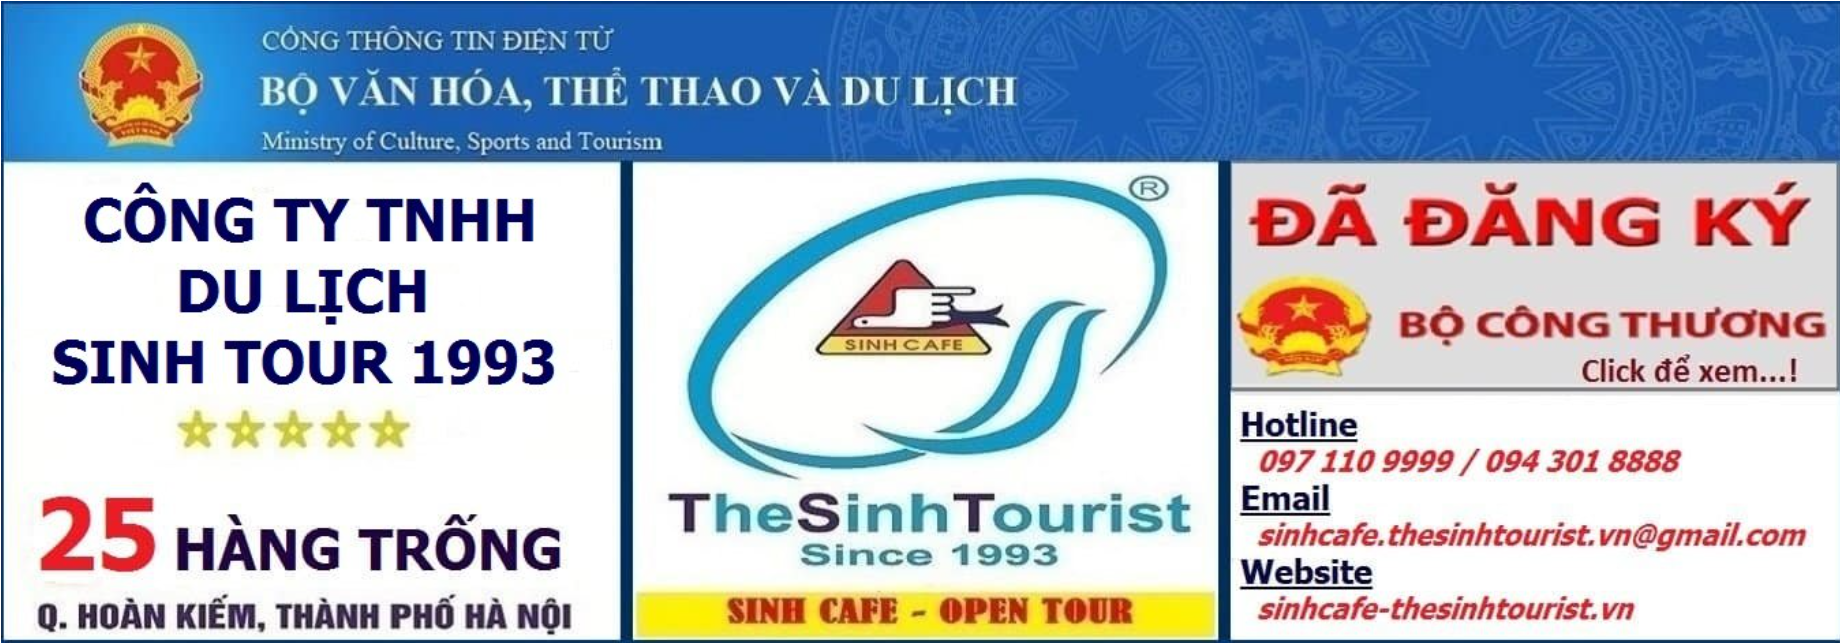 CỔNG THÔNG TIN ĐIỆN TỬ
BỘ VĂN HÓA, THỂ THAO VÀ DU LỊCH
Ministry of Culture, Sports and Tourism
CÔNG TY TNHH
DU LỊCH
SINH TOUR 1993
25 HÀNG TRỐNG
Q. HOÀN KIẾM, THÀNH PHỐ HÀ NỘI
®
SINH CAFE
TheSinhTourist
Since 1993
SINH CAFE - OPEN TOUR
ĐÃ ĐĂNG KÝ
BỘ CÔNG THƯƠNG
Click để xem...!
Hotline
097 110 9999 / 094 301 8888
Email
sinhcafe.thesinhtourist.vn@gmail.com
Website
sinhcafe-thesinhtourist.vn